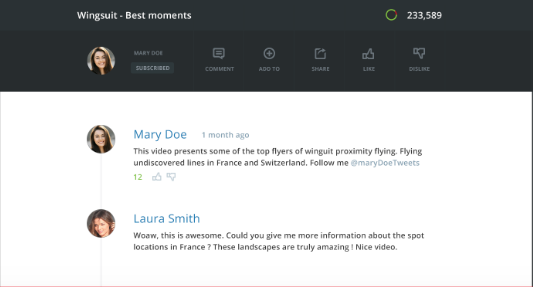 Wingsuit - Best moments 233,589
MARY DOE
SUBSCRIBED
COMMENT ADD TO SHARE LIKE DISLIKE
Mary Doe 1 month ago
This video presents some of the top flyers of winguit proximity flying. Flying
undiscovered lines in France and Switzerland. Follow me @maryDoeTweets
12
Laura Smith
Woaw, this is awesome. Could you give me more information about the spot
locations in France ? These landscapes are truly amazing ! Nice video.